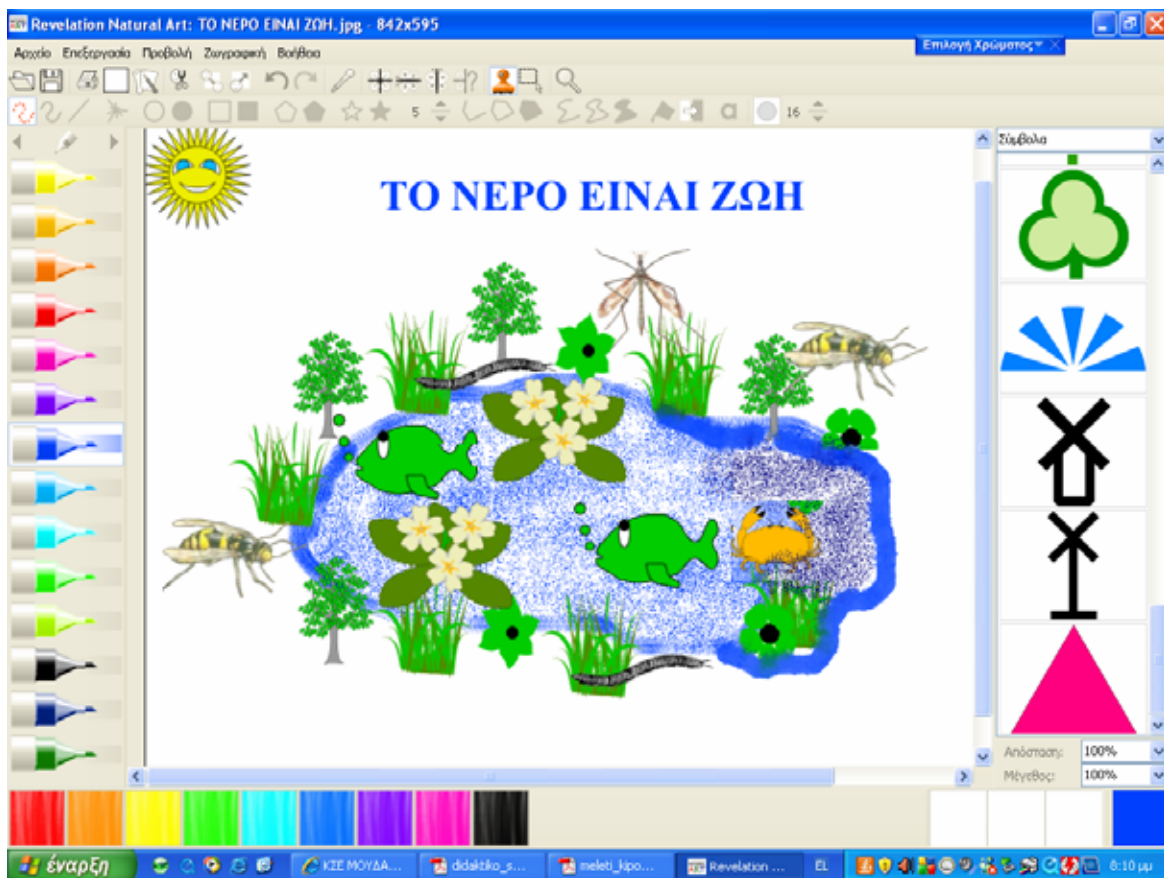 Revelation Natural Art: ΤΟ ΝΕΡΟ ΕΙΝΑΙ ΖΩΗ.jpg - 842x595
Αρχείο Επεξεργασία Προβολή Ζωγραφική Βοήθεια
Επιλογή Χρώματος
5
a
16
Σύμβολα
ΤΟ ΝΕΡΟ ΕΙΝΑΙ ΖΩΗ
Απόσταση: 100%
Μέγεθος: 100%
έναρξη
ΚΣΕ ΜΟΥΔΑ...
didaktiko_s...
meleti_kipo...
Revelation ...
EL
8:10 μμ